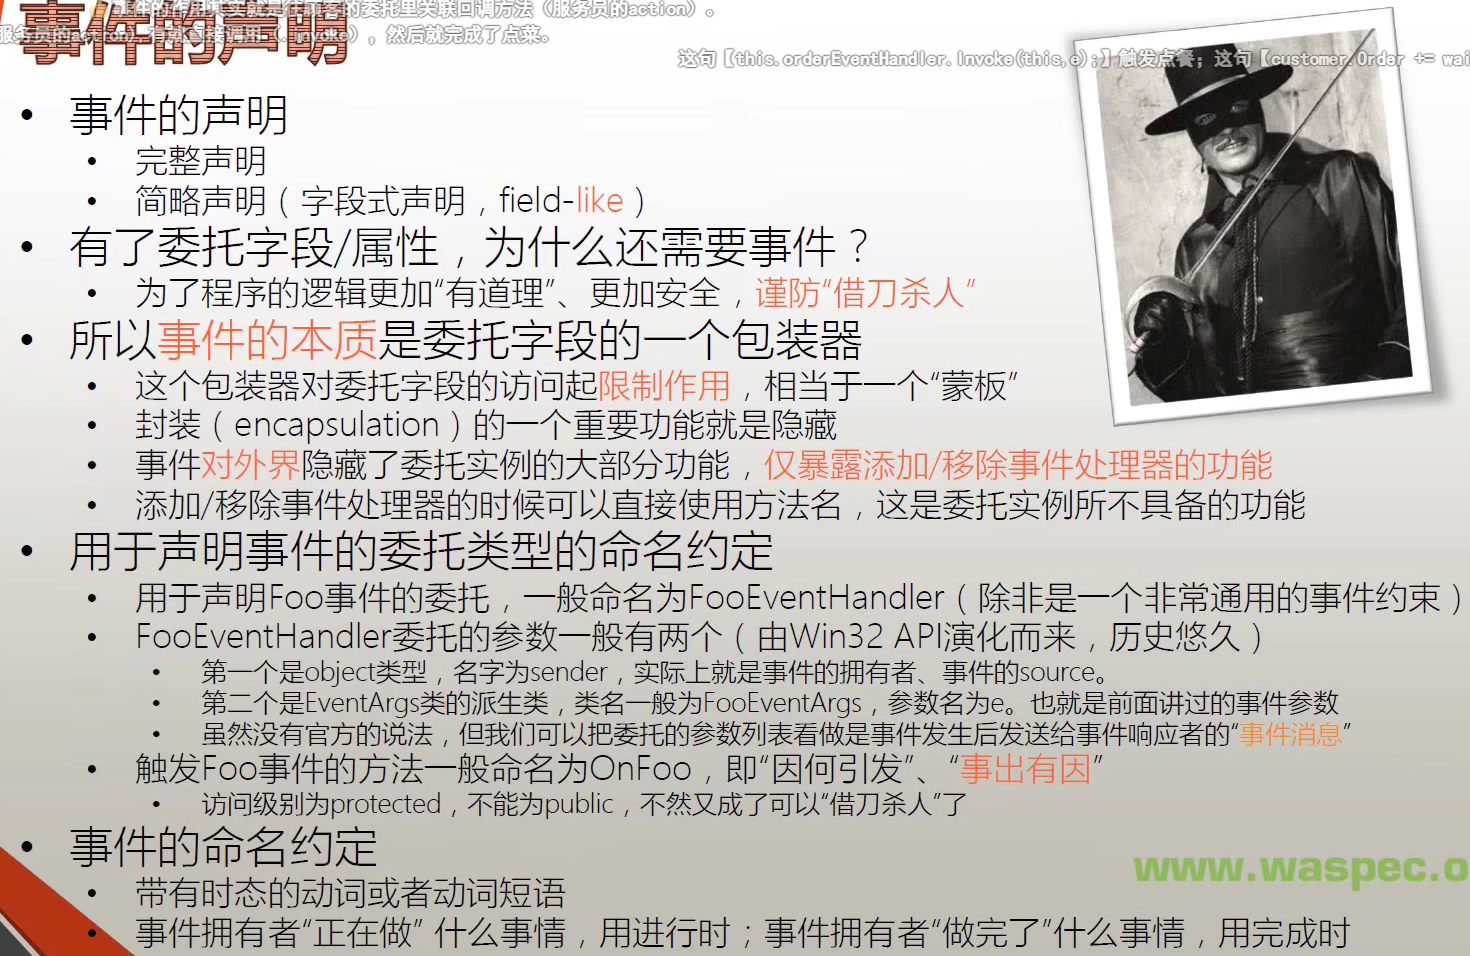 事件的声明
件的作用其实就是在顾客的委托里关联回调方法（服务员的action）。
服务员的action),有就直接调用（.invoke），然后就完成了点菜。
这句【this.orderEventHandler.Invoke(this,e);】触发点餐；这句【customer.Order += wai
• 事件的声明
• 完整声明
• 简略声明（字段式声明，field-like）
• 有了委托字段/属性，为什么还需要事件？
• 为了程序的逻辑更加“有道理”、更加安全，谨防“借刀杀人”
• 所以事件的本质是委托字段的一个包装器
• 这个包装器对委托字段的访问起限制作用，相当于一个“蒙板”
• 封装（encapsulation）的一个重要功能就是隐藏
• 事件对外界隐藏了委托实例的大部分功能，仅暴露添加/移除事件处理器的功能
• 添加/移除事件处理器的时候可以直接使用方法名，这是委托实例所不具备的功能
• 用于声明事件的委托类型的命名约定
• 用于声明Foo事件的委托，一般命名为FooEventHandler（除非是一个非常通用的事件约束）
• FooEventHandler委托的参数一般有两个（由Win32 API演化而来，历史悠久）
• 第一个是object类型，名字为sender，实际上就是事件的拥有者、事件的source。
• 第二个是EventArgs类的派生类，类名一般为FooEventArgs，参数名为e。也就是前面讲过的事件参数
• 虽然没有官方的说法，但我们可以把委托的参数列表看做是事件发生后发送给事件响应者的“事件消息”
• 触发Foo事件的方法一般命名为OnFoo，即“因何引发”、“事出有因”
• 访问级别为protected，不能为public，不然又成了可以“借刀杀人”了
• 事件的命名约定
• 带有时态的动词或者动词短语
• 事件拥有者“正在做”什么事情，用进行时；事件拥有者“做完了”什么事情，用完成时
www.waspec.o